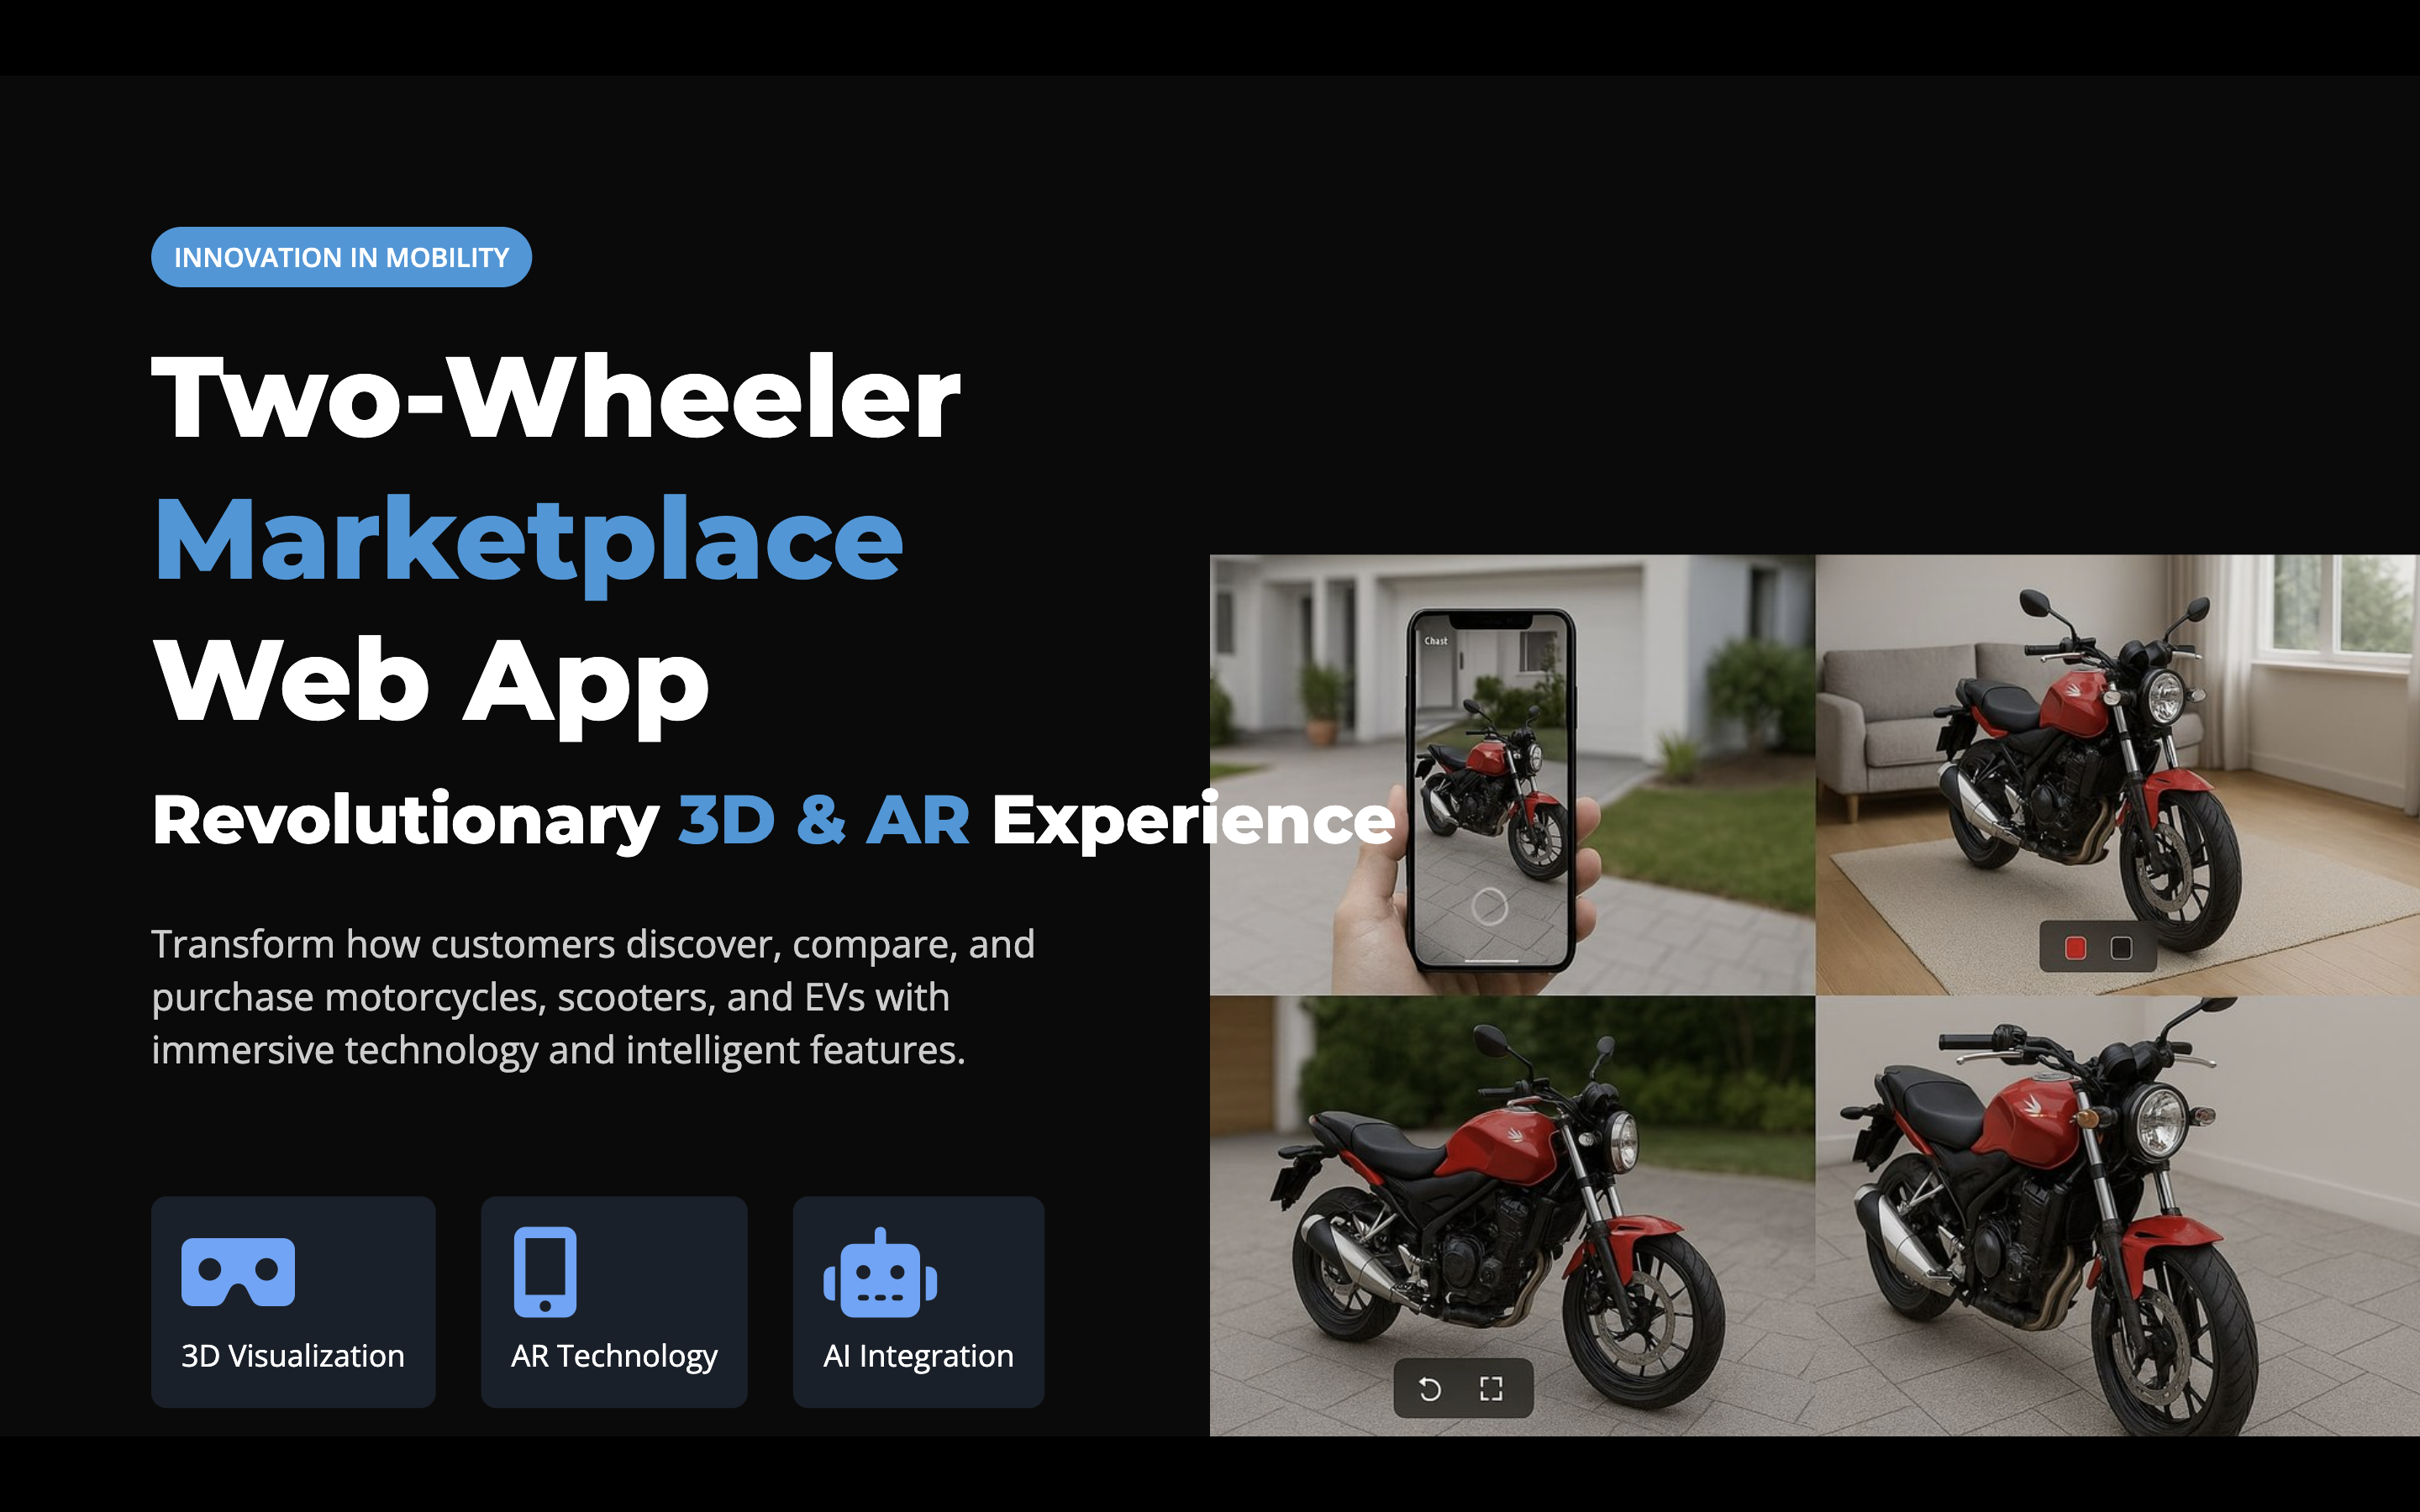 INNOVATION IN MOBILITY
Two-Wheeler
Marketplace
Web App
Revolutionary 3D & AR Experience
Transform how customers discover, compare, and
purchase motorcycles, scooters, and EVs with
immersive technology and intelligent features.
3D Visualization
AR Technology
AI Integration
Chast